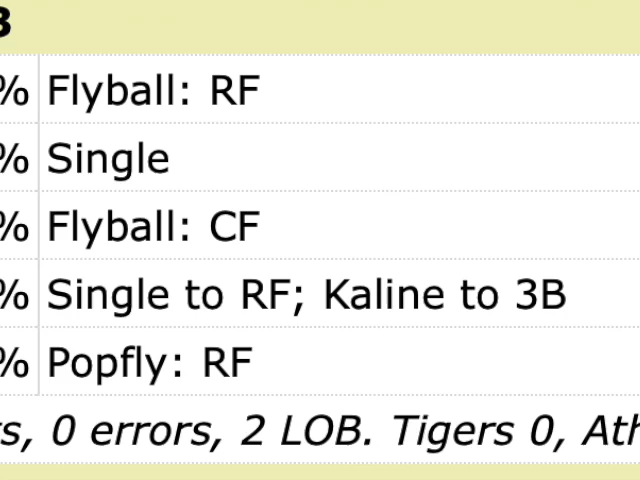 %	Flyball: RF
%	Single
%	Flyball: CF
%	Single to RF; Kaline to 3B
%	Popfly: RF
0 errors, 2 LOB. Tigers 0,